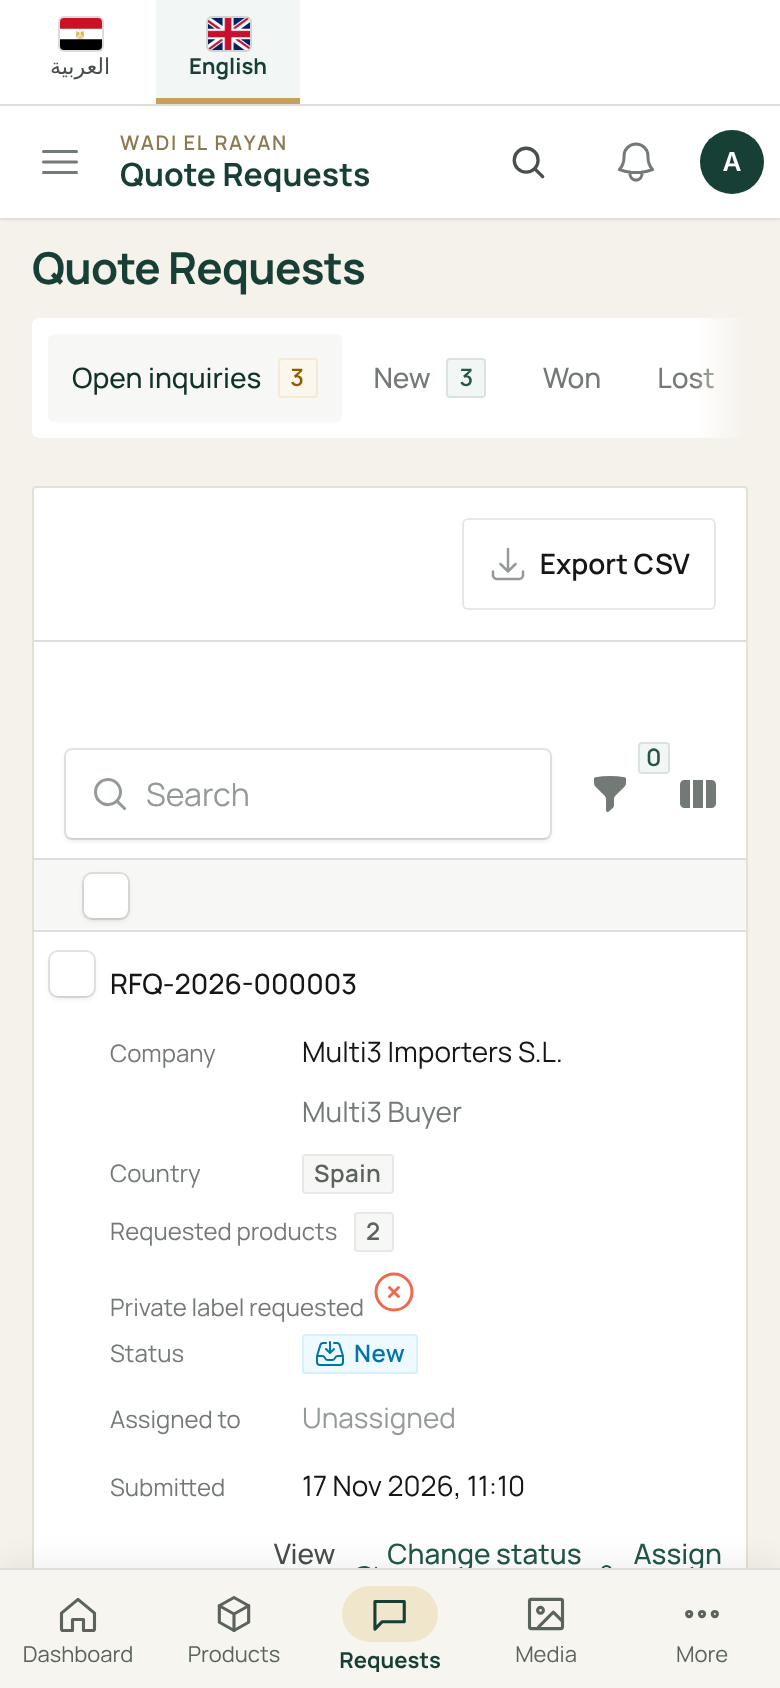 العربية
English
WADI EL RAYAN
Quote Requests
A
Quote Requests
Open inquiries 3 New 3 Won Lost
Export CSV
0
Search
RFQ-2026-000003
Company Multi3 Importers S.L.
Multi3 Buyer
Country Spain
Requested products 2
Private label requested
Status New
Assigned to Unassigned
Submitted 17 Nov 2026, 11:10
View Change status Assign
Dashboard Products Requests Media More